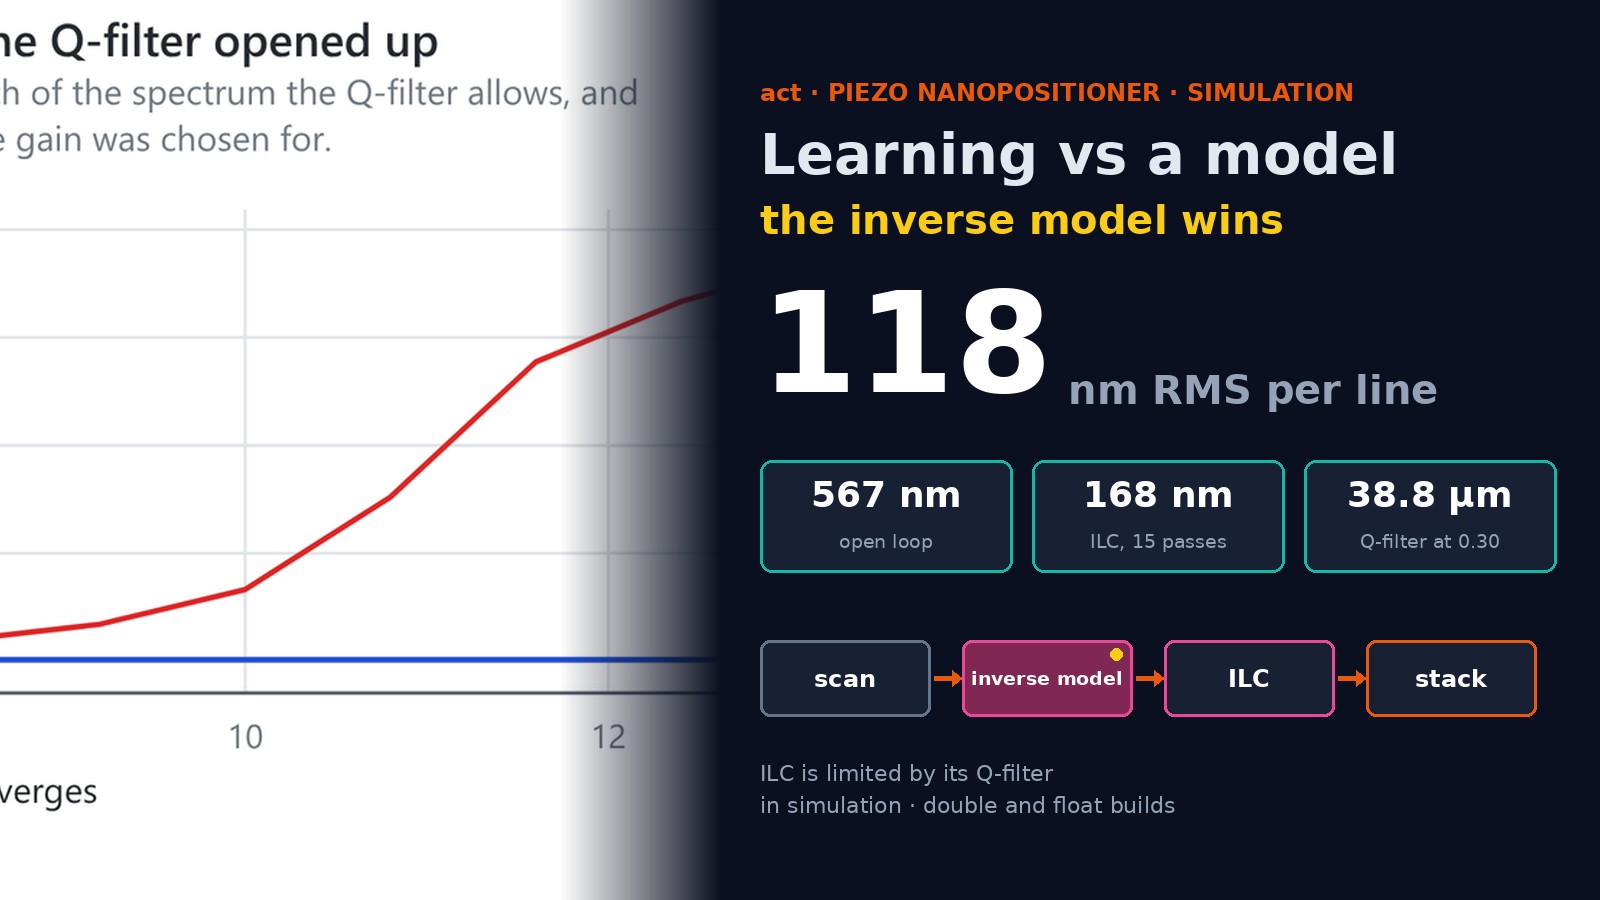 ne Q-filter opened up
h of the spectrum the Q-filter allows, and
e gain was chosen for.
10
12
verges
act · PIEZO NANOPOSITIONER · SIMULATION
Learning vs a model
the inverse model wins
118 nm RMS per line
567 nm
open loop
168 nm
ILC, 15 passes
38.8 µm
Q-filter at 0.30
scan
inverse model
ILC
stack
ILC is limited by its Q-filter
in simulation · double and float builds